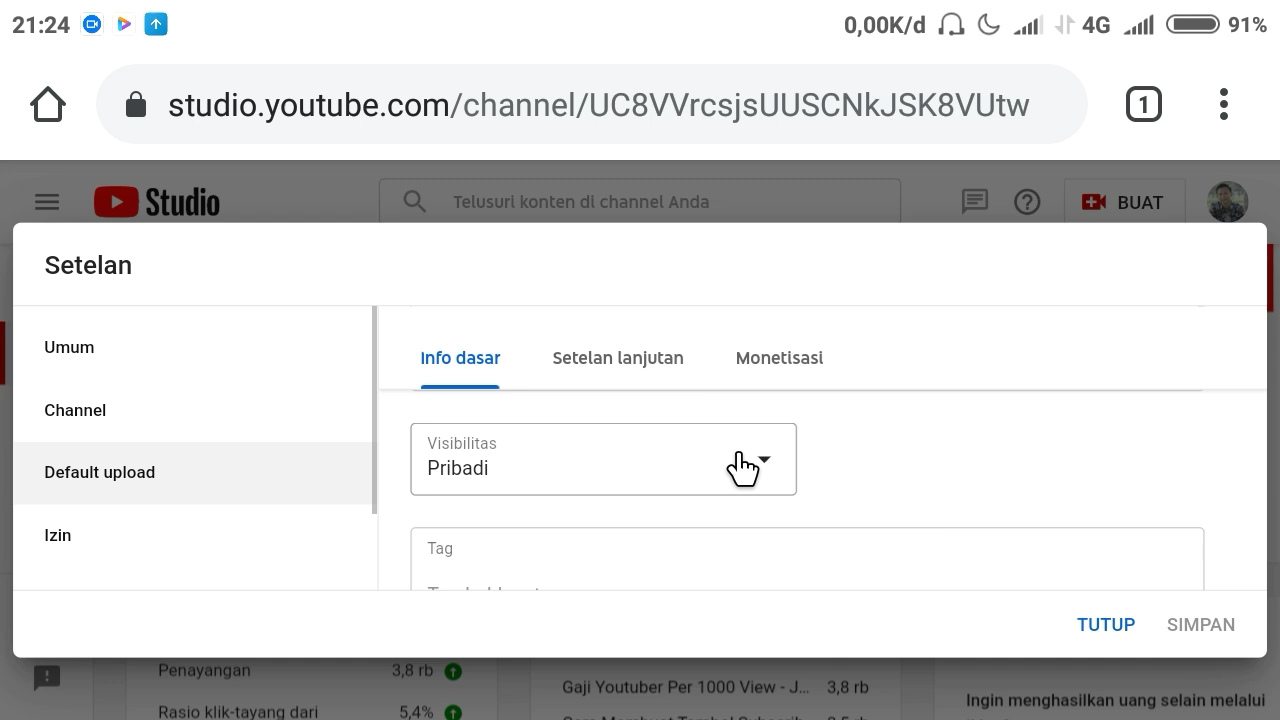 21:24
0,00K/d
4G
91%
studio.youtube.com/channel/UC8VVrcsjsUUSCNkJSK8VUtw
1
Studio
Telusuri konten di channel Anda
BUAT
Setelan
Umum
Channel
Default upload
Izin
Info dasar
Setelan lanjutan
Monetisasi
Visibilitas
Pribadi
Tag
TUTUP
SIMPAN
Penayangan
3,8 rb
Rasio klik-tayang dari
5,4%
Gaji Youtuber Per 1000 View - J...
3,8 rb
Ingin menghasilkan uang selain melalui